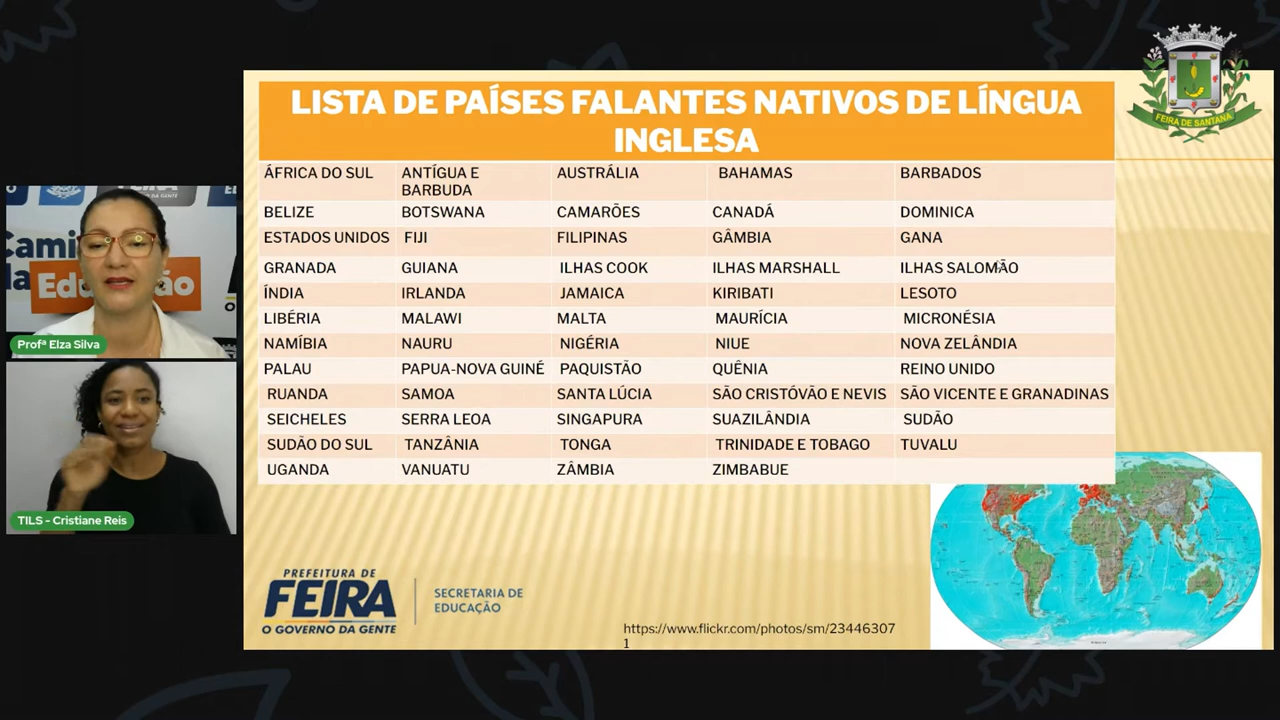 FEIRA DE SANTANA
LISTA DE PAÍSES FALANTES NATIVOS DE LÍNGUA
INGLESA
ÁFRICA DO SUL ANTÍGUA E BARBUDA AUSTRÁLIA BAHAMAS BARBADOS
BELIZE BOTSWANA CAMARÕES CANADÁ DOMINICA
ESTADOS UNIDOS FIJI FILIPINAS GÂMBIA GANA
GRANADA GUIANA ILHAS COOK ILHAS MARSHALL ILHAS SALOMÃO
ÍNDIA IRLANDA JAMAICA KIRIBATI LESOTO
LIBÉRIA MALAWI MALTA MAURÍCIA MICRONÉSIA
NAMÍBIA NAURU NIGÉRIA NIUE NOVA ZELÂNDIA
PALAU PAPUA-NOVA GUINÉ PAQUISTÃO QUÊNIA REINO UNIDO
RUANDA SAMOA SANTA LÚCIA SÃO CRISTÓVÃO E NEVIS SÃO VICENTE E GRANADINAS
SEICHELES SERRA LEOA SINGAPURA SUAZILÂNDIA SUDÃO
SUDÃO DO SUL TANZÂNIA TONGA TRINIDADE E TOBAGO TUVALU
UGANDA VANUATU ZÂMBIA ZIMBABUE
Profª Elza Silva
TILS - Cristiane Reis
PREFEITURA DE
FEIRA
O GOVERNO DA GENTE
SECRETARIA DE
EDUCAÇÃO
https://www.flickr.com/photos/sm/23446307
1